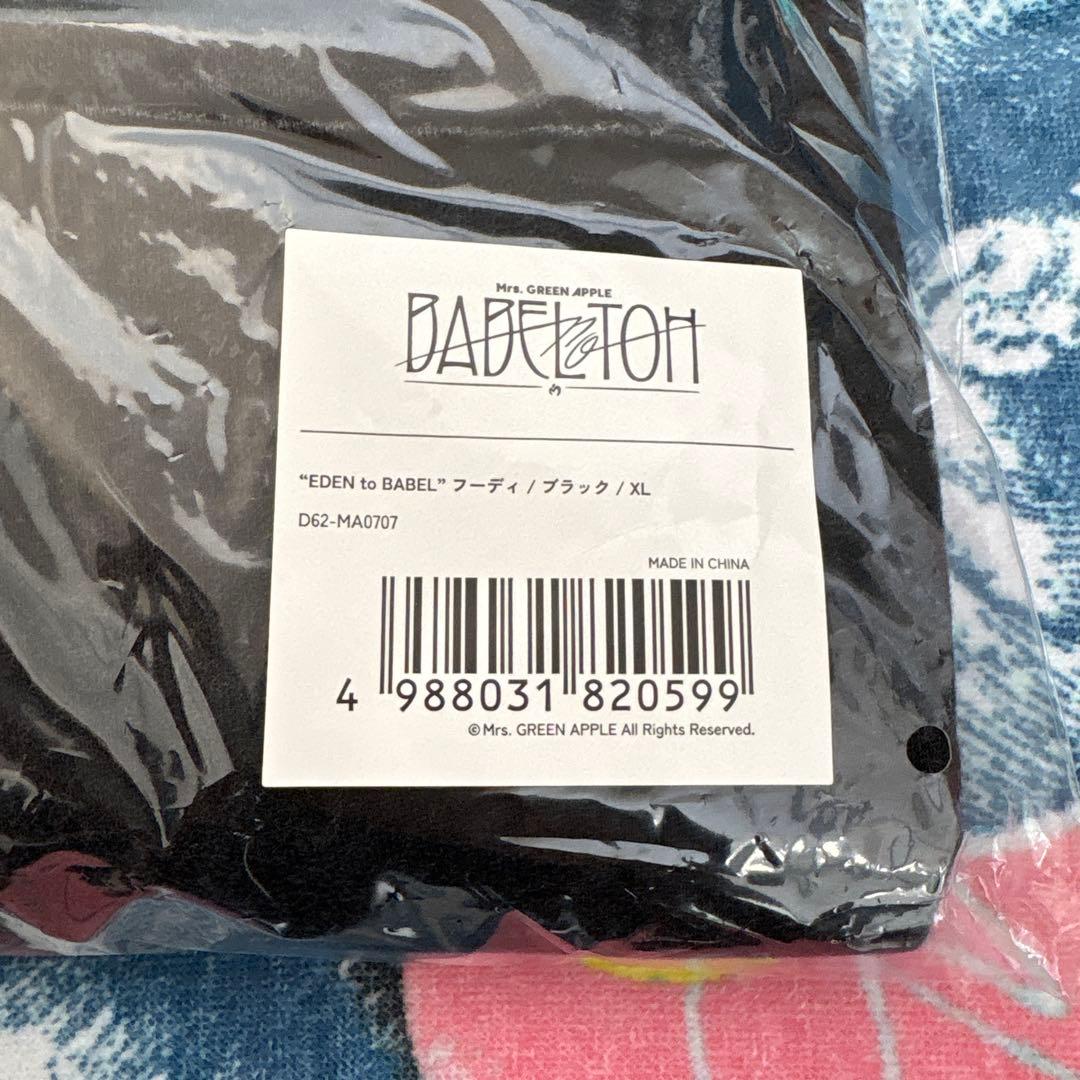 Mrs. GREEN APPLE
BABEL no TOH
“EDEN to BABEL” フーディ / ブラック / XL
D62-MA0707
MADE IN CHINA
4 988031 820599
©Mrs. GREEN APPLE All Rights Reserved.